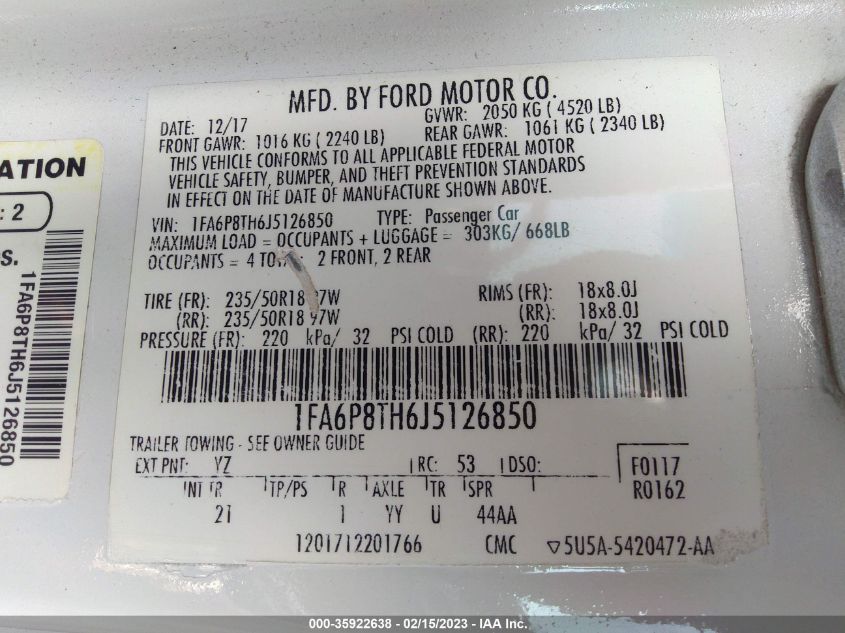 MFD. BY FORD MOTOR CO.
DATE: 12/17 GVWR: 2050 KG ( 4520 LB)
FRONT GAWR: 1016 KG ( 2240 LB) REAR GAWR: 1061 KG ( 2340 LB)
THIS VEHICLE CONFORMS TO ALL APPLICABLE FEDERAL MOTOR
VEHICLE SAFETY, BUMPER, AND THEFT PREVENTION STANDARDS
IN EFFECT ON THE DATE OF MANUFACTURE SHOWN ABOVE.
VIN: 1FA6P8TH6J5126850 TYPE: Passenger Car
MAXIMUM LOAD = OCCUPANTS + LUGGAGE = 303KG/ 668LB
OCCUPANTS = 4 2 FRONT, 2 REAR
TIRE (FR): 235/50R18 RIMS (FR): 18x8.0J
(RR): 235/50R18 97W (RR): 18x8.0J
PRESSURE (FR): 220 kPa/ 32 PSI COLD (RR): 220 kPa/ 32 PSI COLD
1FA6P8TH6J5126850
TRAILER TOWING - SEE OWNER GUIDE
EXT PNT: YZ RC: 53 DSO: F0117
R0162
INT TR TP/PS R AXLE TR SPR
21 1 YY U 44AA
1201712201766 CMC ▽5U5A-5420472-AA
ATION
: 2
S.
1FA6P8TH6J5126850
000-35922638 - 02/15/2023 - IAA Inc.